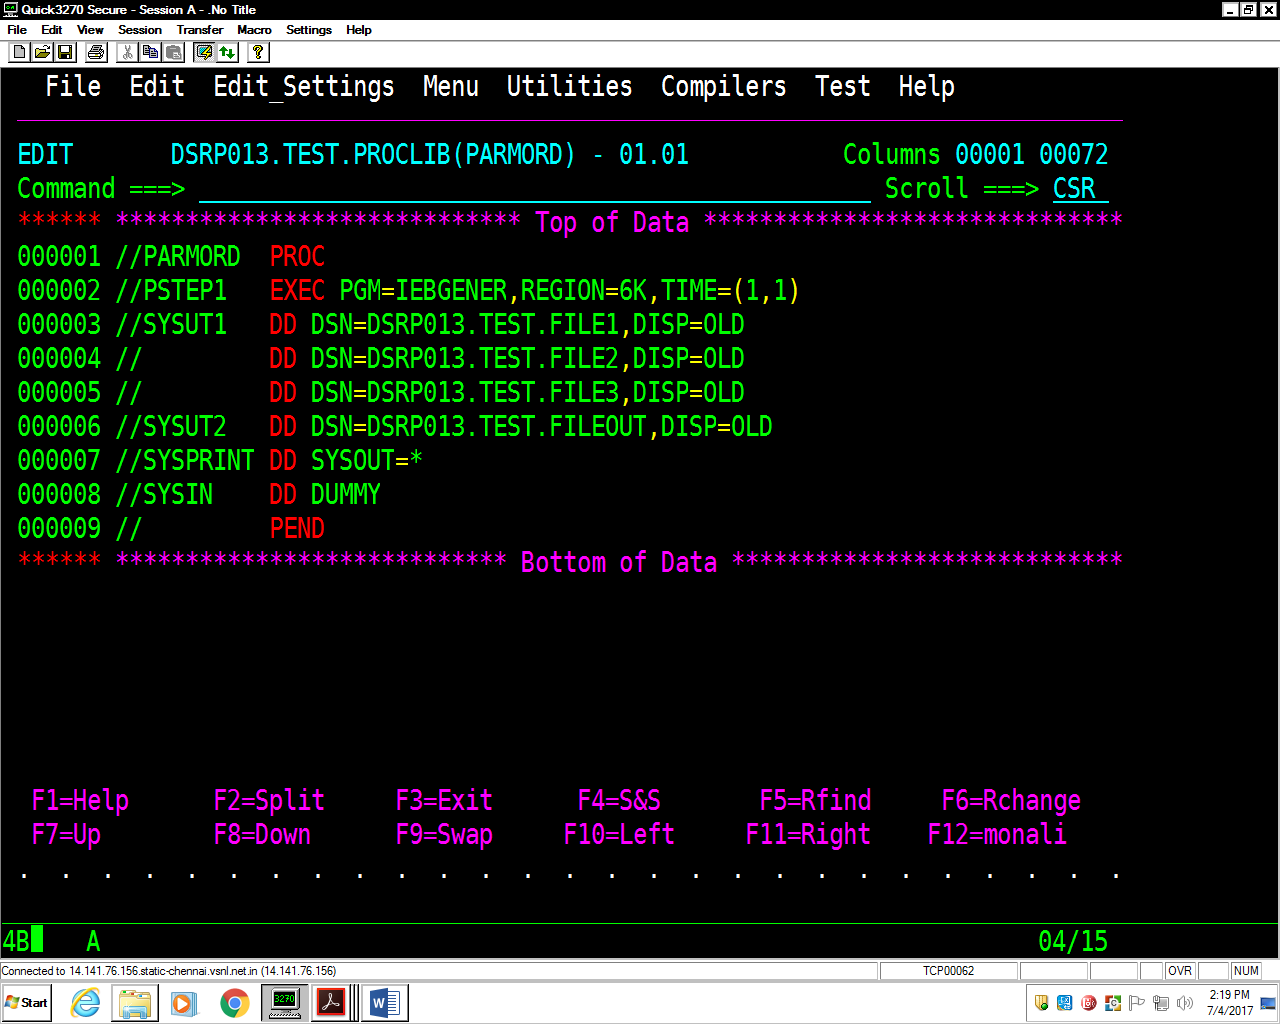 Quick3270 Secure - Session A - .No Title
File Edit View Session Transfer Macro Settings Help
File Edit Edit_Settings Menu Utilities Compilers Test Help
EDIT DSRP013.TEST.PROCLIB(PARMORD) - 01.01 Columns 00001 00072
Command ===> Scroll ===> CSR
****** ***************************** Top of Data ******************************
000001 //PARMORD PROC
000002 //PSTEP1 EXEC PGM=IEBGENER,REGION=6K,TIME=(1,1)
000003 //SYSUT1 DD DSN=DSRP013.TEST.FILE1,DISP=OLD
000004 // DD DSN=DSRP013.TEST.FILE2,DISP=OLD
000005 // DD DSN=DSRP013.TEST.FILE3,DISP=OLD
000006 //SYSUT2 DD DSN=DSRP013.TEST.FILEOUT,DISP=OLD
000007 //SYSPRINT DD SYSOUT=*
000008 //SYSIN DD DUMMY
000009 // PEND
****** **************************** Bottom of Data ****************************
F1=Help F2=Split F3=Exit F4=S&S F5=Rfind F6=Rchange
F7=Up F8=Down F9=Swap F10=Left F11=Right F12=monali
. . . . . . . . . . . . . . . . . . . . . . . . . . .
4B A 04/15
Connected to 14.141.76.156.static-chennai.vsnl.net.in (14.141.76.156) TCP00062 OVR NUM
Start 3270 W 2:19 PM
7/4/2017